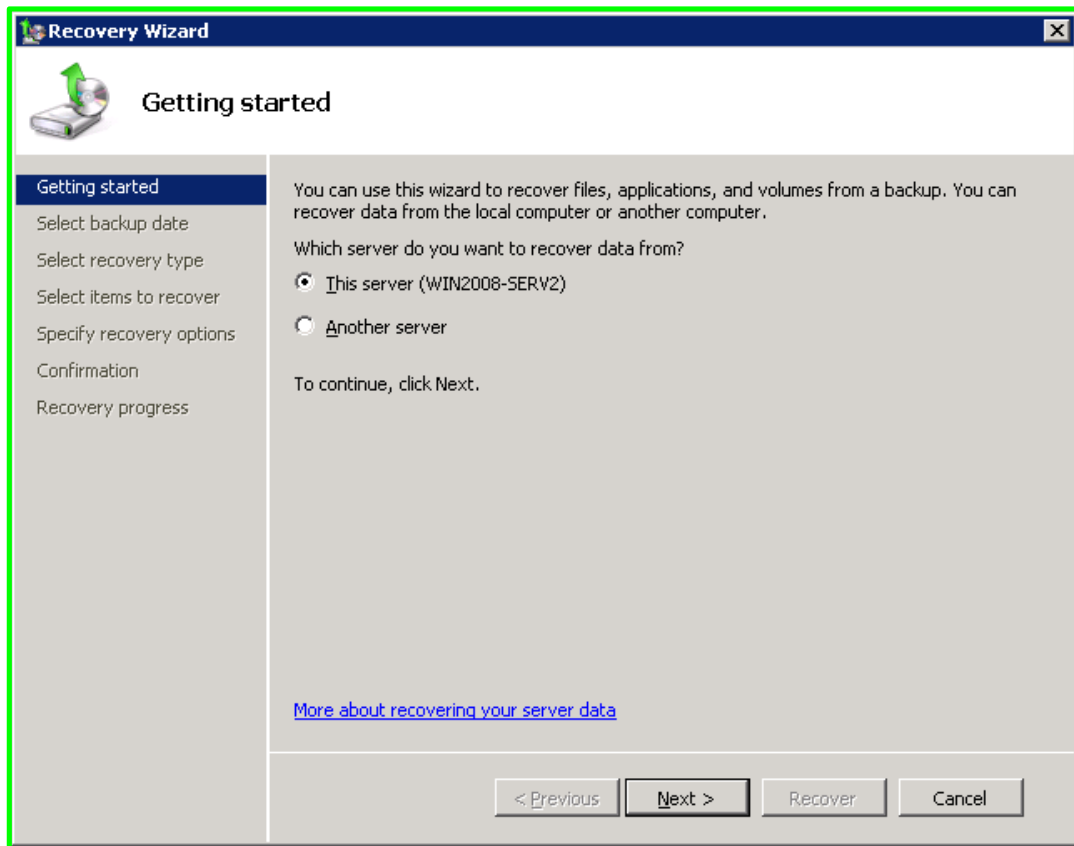 Recovery Wizard
Getting started
Getting started
Select backup date
Select recovery type
Select items to recover
Specify recovery options
Confirmation
Recovery progress
You can use this wizard to recover files, applications, and volumes from a backup. You can
recover data from the local computer or another computer.
Which server do you want to recover data from?
This server (WIN2008-SERV2)
Another server
To continue, click Next.
More about recovering your server data
< Previous
Next >
Recover
Cancel